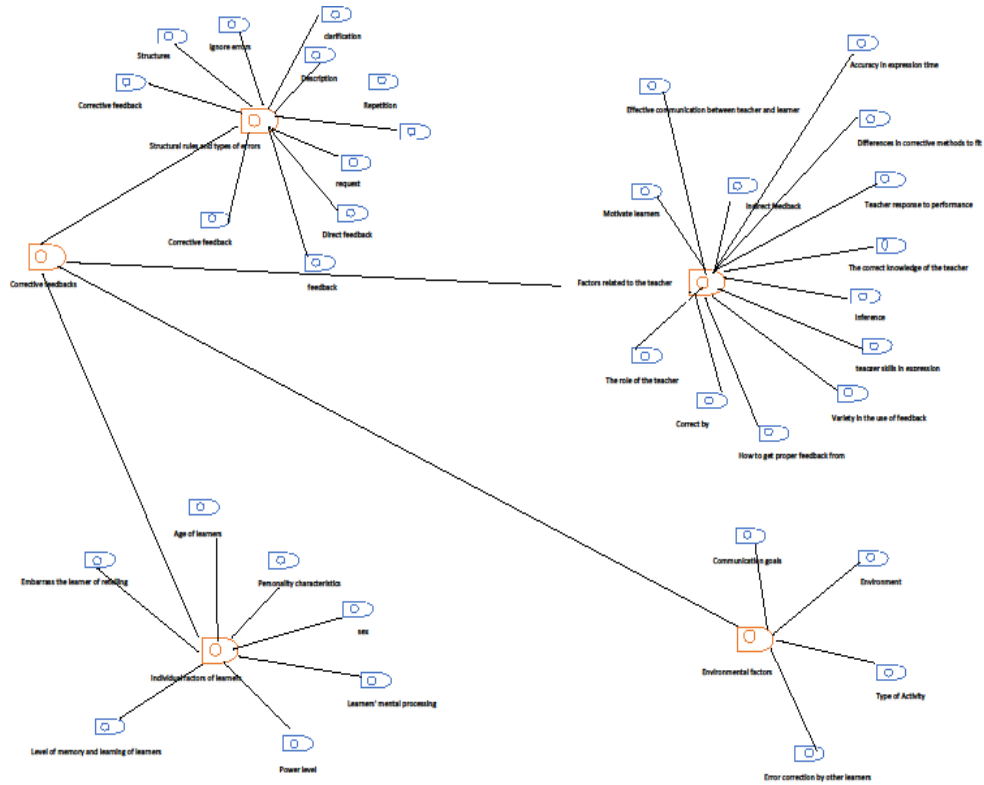 clarification
Ignore errors
Structures
Description
Corrective feedback
Repetition
Structural rules and types of errors
request
Direct feedback
Corrective feedback
feedback
Corrective feedbacks
Accuracy in expression time
Effective communication between teacher and learner
Differences in corrective methods to fit
Teacher response to performance
Indirect feedback
Motivate learners
The correct knowledge of the teacher
Factors related to the teacher
Inference
teaczer skills in expression
The role of the teacher
Variety in the use of feedback
Correct by
How to get proper feedback from
Age of learners
Embarrass the learner of retelling
Personality characteristics
sex
Individual factors of learners
Learners' mental processing
Level of memory and learning of learners
Power level
Communication goals
Environment
Environmental factors
Type of Activity
Error correction by other learners